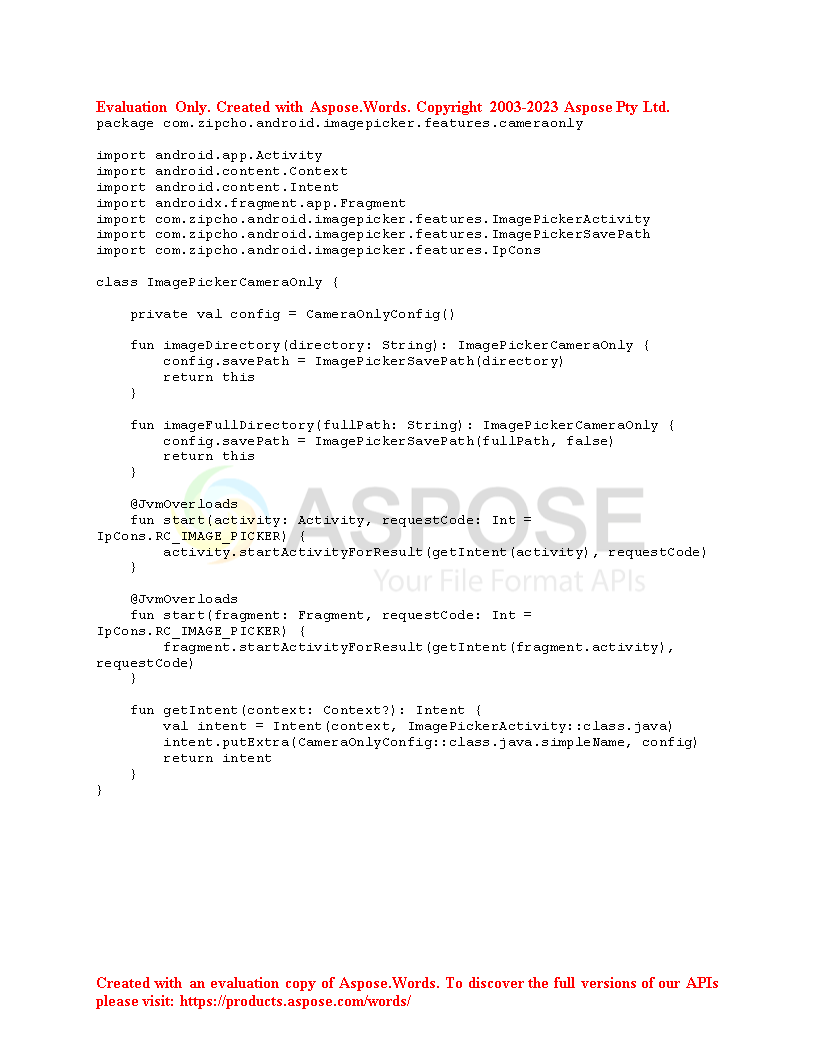 Evaluation Only. Created with Aspose.Words. Copyright 2003-2023 Aspose Pty Ltd.
package com.zipcho.android.imagepicker.features.cameraonly

import android.app.Activity
import android.content.Context
import android.content.Intent
import androidx.fragment.app.Fragment
import com.zipcho.android.imagepicker.features.ImagePickerActivity
import com.zipcho.android.imagepicker.features.ImagePickerSavePath
import com.zipcho.android.imagepicker.features.IpCons

class ImagePickerCameraOnly {

    private val config = CameraOnlyConfig()

    fun imageDirectory(directory: String): ImagePickerCameraOnly {
        config.savePath = ImagePickerSavePath(directory)
        return this
    }

    fun imageFullDirectory(fullPath: String): ImagePickerCameraOnly {
        config.savePath = ImagePickerSavePath(fullPath, false)
        return this
    }

ASPOSE
    @JvmOverloads
    fun start(activity: Activity, requestCode: Int =
IpCons.RC_IMAGE_PICKER) {
        activity.startActivityForResult(getIntent(activity), requestCode)
    }
Your File Format APIs

    @JvmOverloads
    fun start(fragment: Fragment, requestCode: Int =
IpCons.RC_IMAGE_PICKER) {
        fragment.startActivityForResult(getIntent(fragment.activity),
requestCode)
    }

    fun getIntent(context: Context?): Intent {
        val intent = Intent(context, ImagePickerActivity::class.java)
        intent.putExtra(CameraOnlyConfig::class.java.simpleName, config)
        return intent
    }
}

Created with an evaluation copy of Aspose.Words. To discover the full versions of our APIs
please visit: https://products.aspose.com/words/